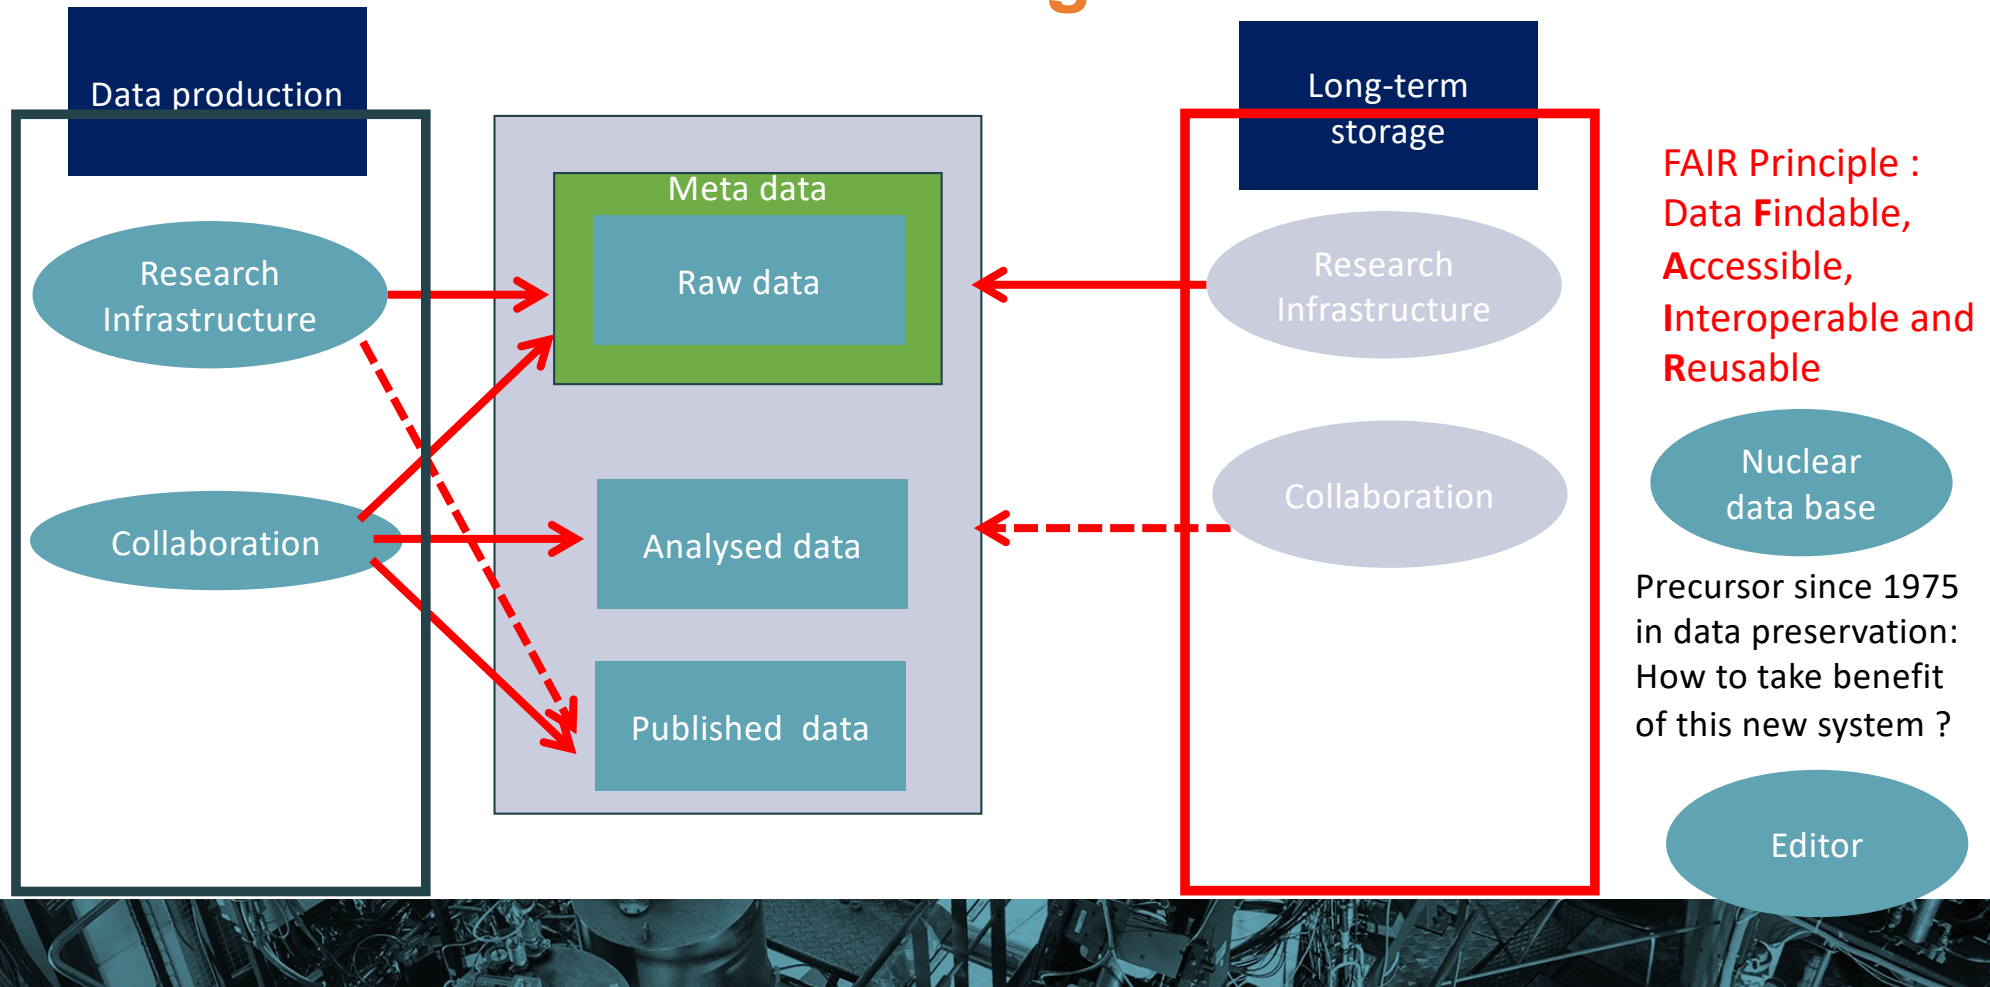 g
Data production
Research
Infrastructure
Collaboration
Meta data
Raw data
Analysed data
Published  data
Long-term
storage
Research
Infrastructure
Collaboration
FAIR Principle :
Data Findable,
Accessible,
Interoperable and
Reusable
Nuclear
data base
Precursor since 1975
in data preservation:
How to take benefit
of this new system ?
Editor